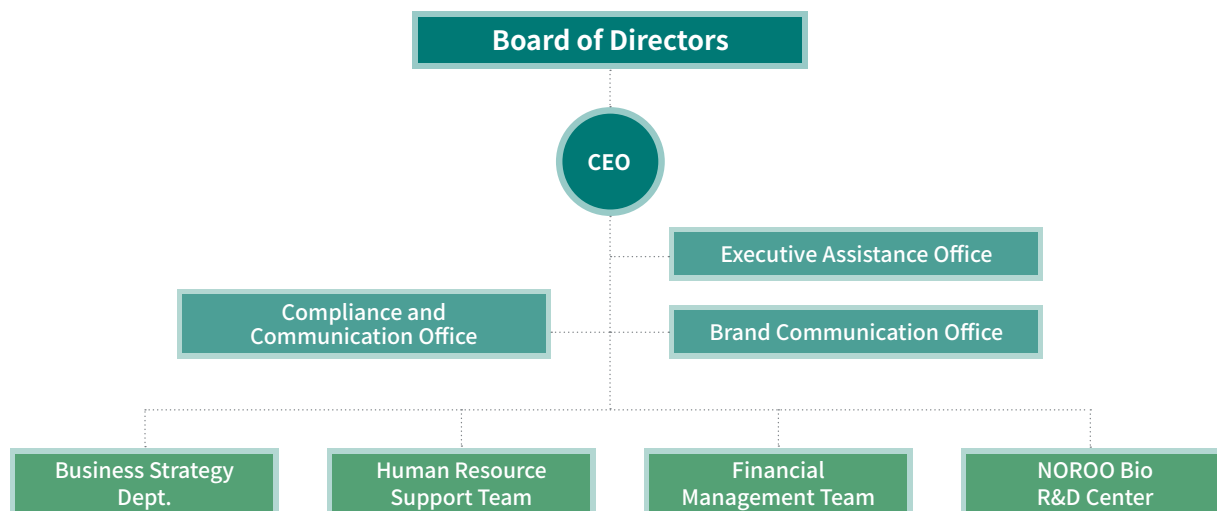 Board of Directors
CEO
Executive Assistance Office
Compliance and
Communication Office
Brand Communication Office
Business Strategy
Dept.
Human Resource
Support Team
Financial
Management Team
NOROO Bio
R&D Center